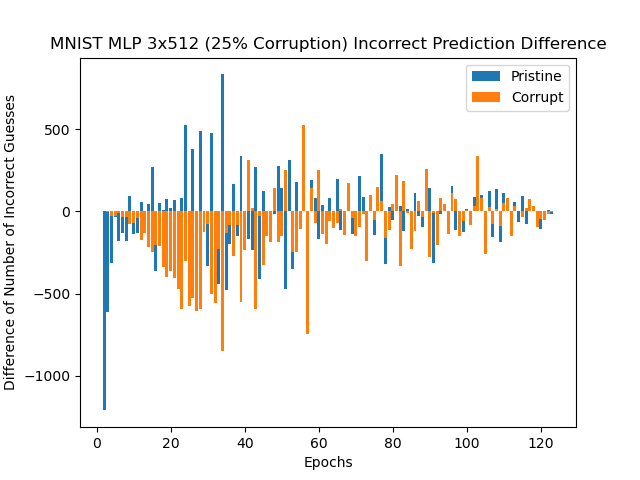 MNIST MLP 3x512 (25% Corruption) Incorrect Prediction Difference
Pristine
Corrupt
Difference of Number of Incorrect Guesses
500
0
−500
−1000
0 20 40 60 80 100 120
Epochs